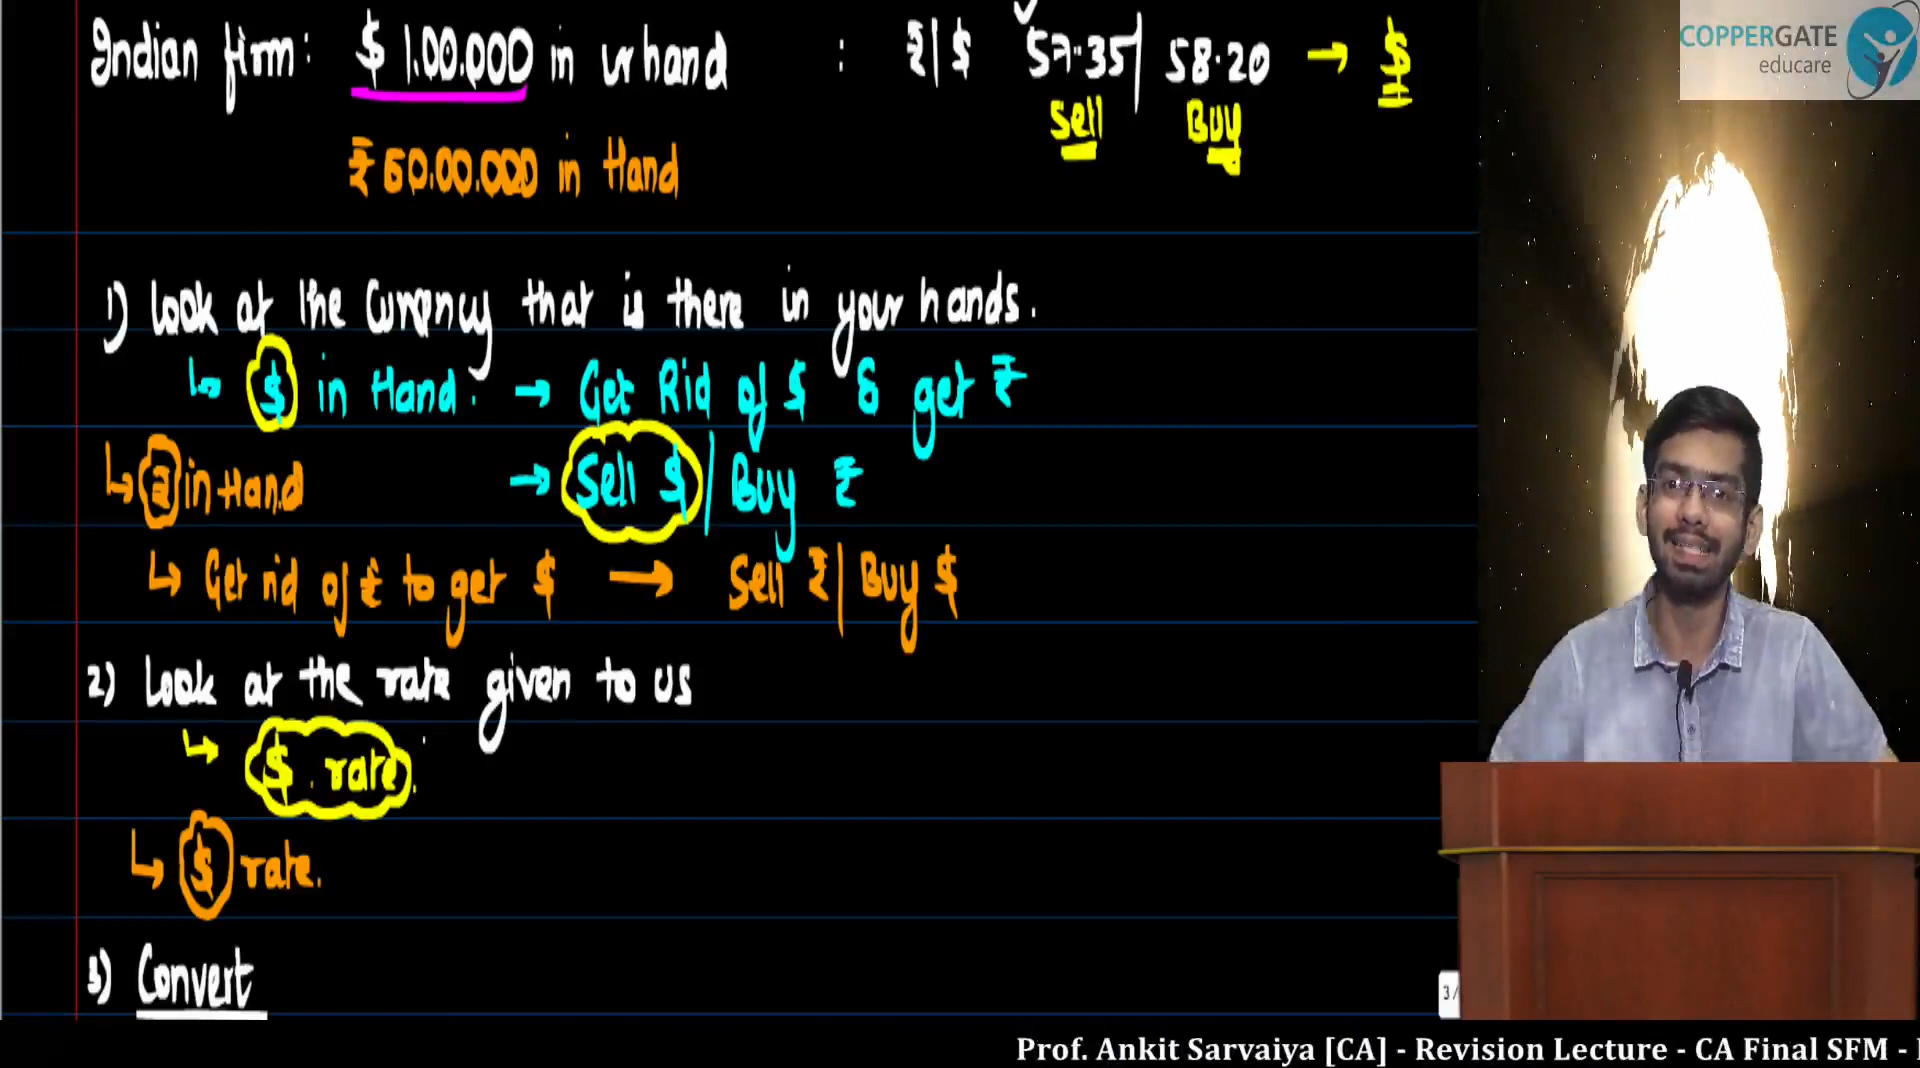 Indian firm: $ 1,00,000 in ur hand : ₹|$ 57.35| 58.20 → $
Sell Buy
₹ 60,00,000 in Hand
COPPERGATE
educare
1) Look at the Currency that is there in your hands.
↳ $ in Hand. → Get Rid of $ & get ₹
↳ ₹ in Hand → Sell $ / Buy ₹
↳ Get rid of ₹ to get $ → Sell ₹ | Buy $
2) Look at the rate given to us
↳ $ rate.
↳ $ rate.
3) Convert
3/
Prof. Ankit Sarvaiya [CA] - Revision Lecture - CA Final SFM -